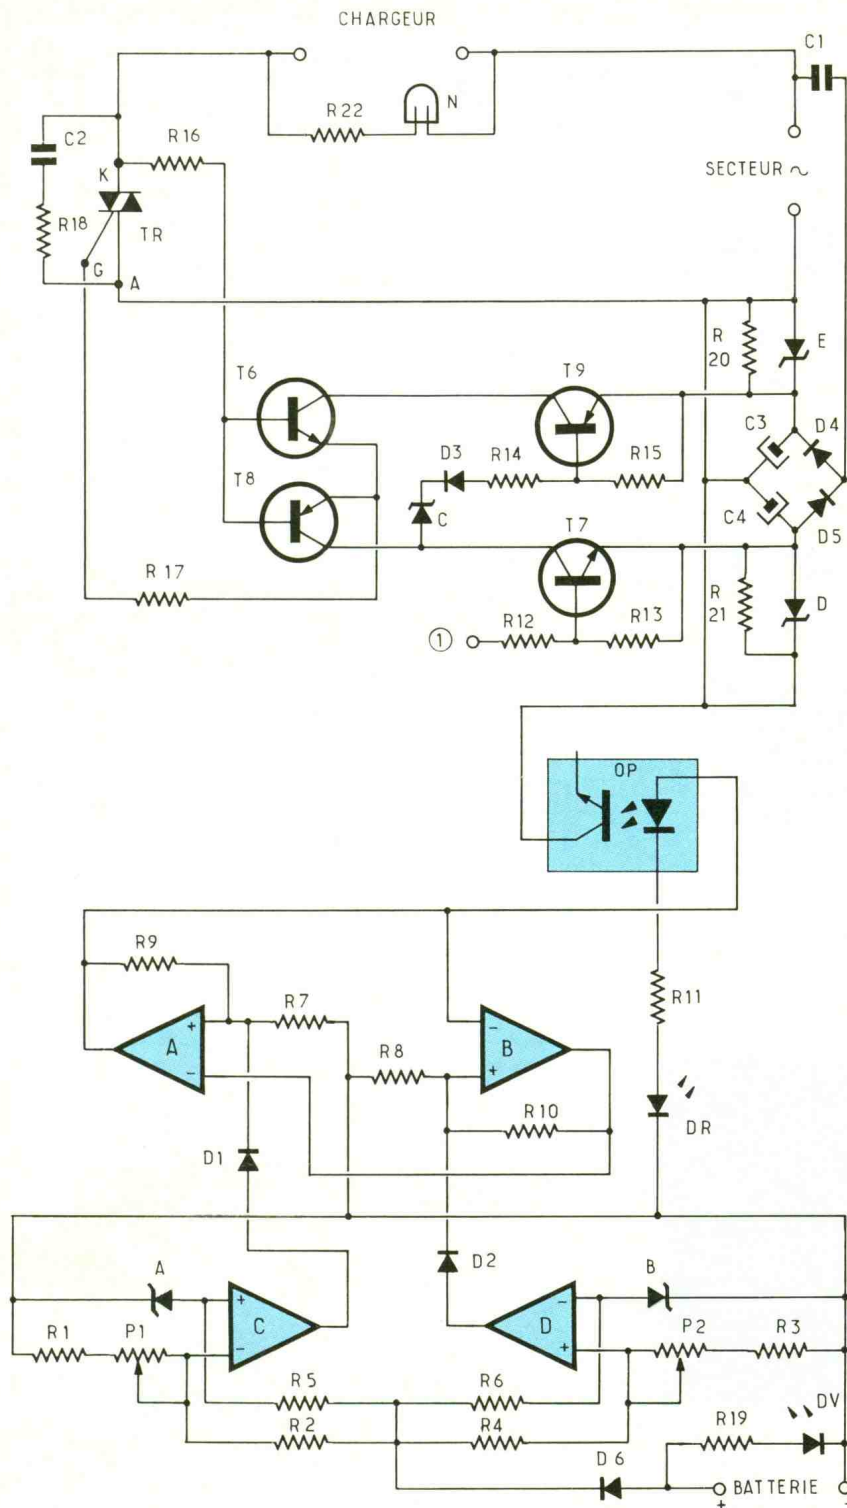 CHARGEUR
C1
N
R22
C2
R16
K
SECTEUR ~
R18
TR
G
A
R 20
E
T6
T9
C3
D4
D3
R14
R15
T8
C
C4
D5
T7
R 17
R 21
D
R12
R13
1
OP
R9
R7
R11
A
+
-
R8
B
-
+
R10
DR
D1
D2
A
B
C
+
-
D
-
+
R1
P1
P2
R3
R5
R6
R2
R4
R19
DV
D6
BATTERIE
+
-